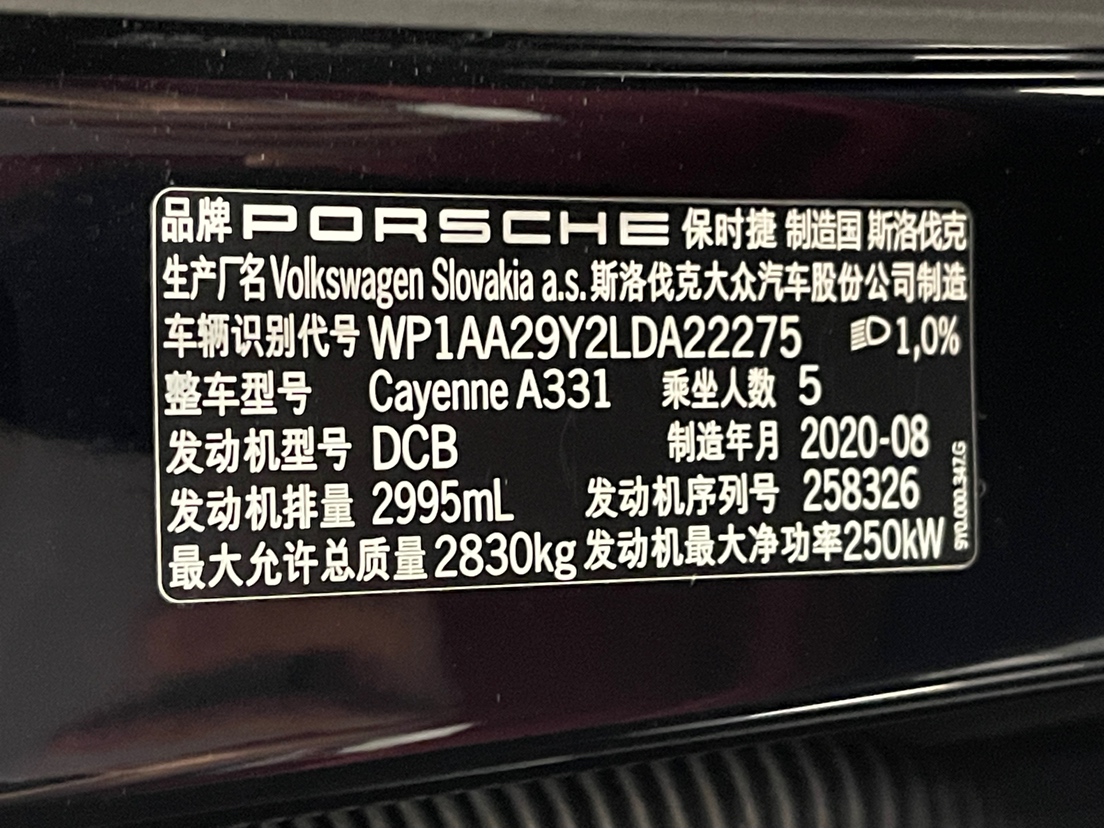 品牌 PORSCHE 保时捷 制造国 斯洛伐克
生产厂名 Volkswagen Slovakia a.s. 斯洛伐克大众汽车股份公司制造
车辆识别代号 WP1AA29Y2LDA22275 1,0%
整车型号 Cayenne A331 乘坐人数 5
发动机型号 DCB 制造年月 2020-08
发动机排量 2995mL 发动机序列号 258326
最大允许总质量 2830kg 发动机最大净功率 250kW
9Y0.000.347.G